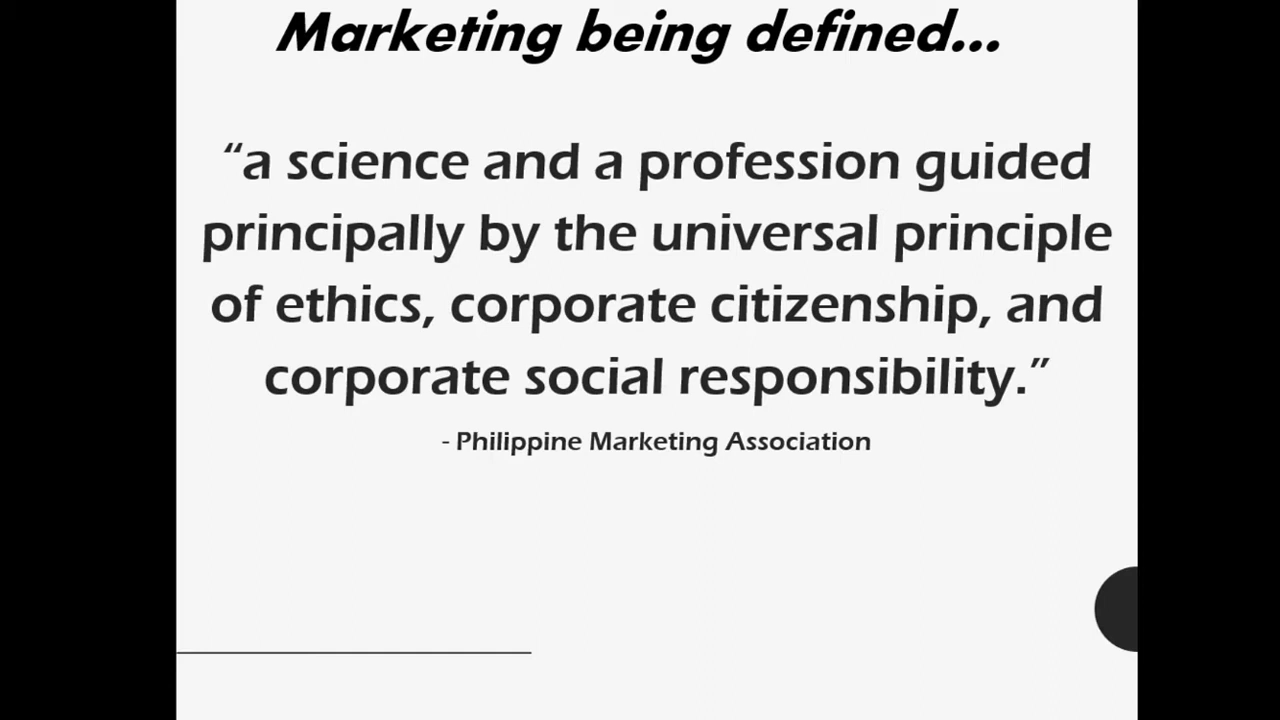 Marketing being defined...
“a science and a profession guided
principally by the universal principle
of ethics, corporate citizenship, and
corporate social responsibility.”
- Philippine Marketing Association